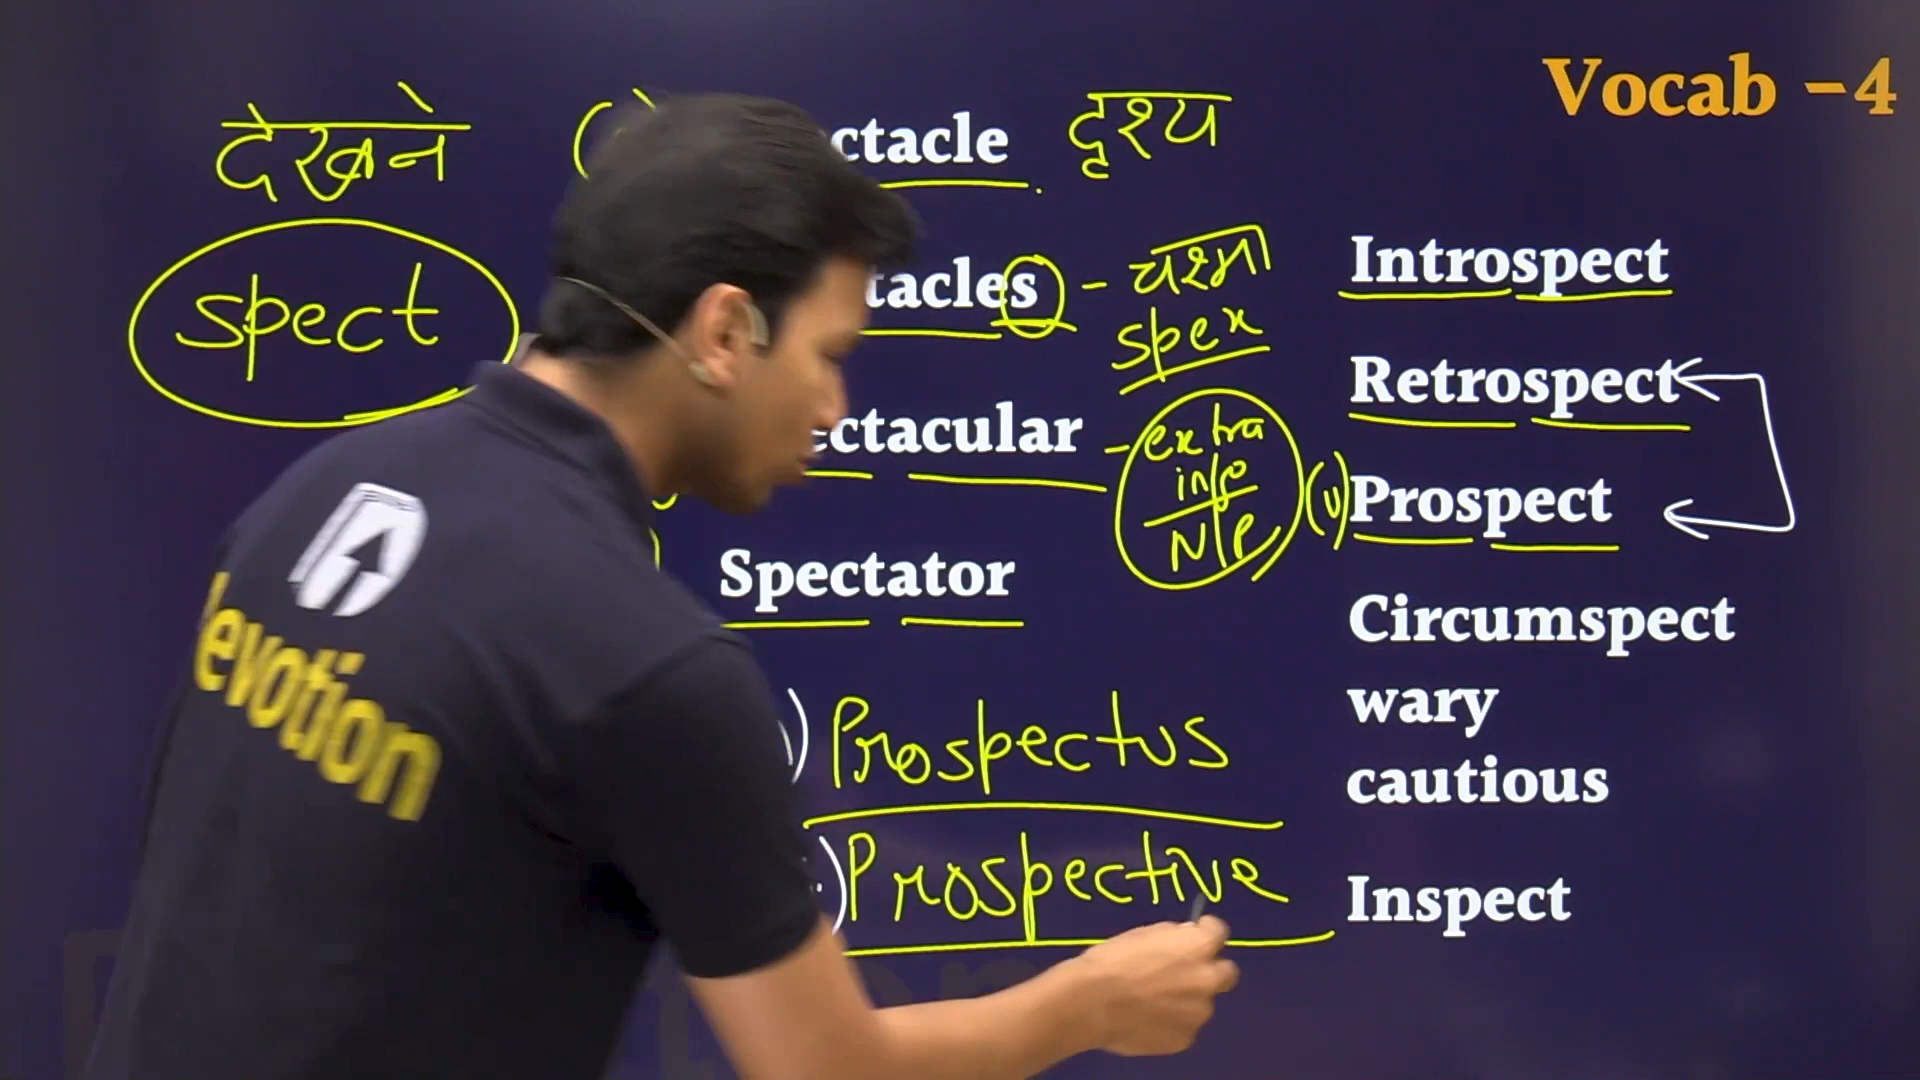 Vocab -4
देखने
spect
ctacle दृश्य
tacles - चश्मा
spex
ectacular - extra
info
N/P
Spectator
Prospectus
Prospective
Introspect
Retrospect
(v) Prospect
Circumspect
wary
cautious
Inspect
evotion